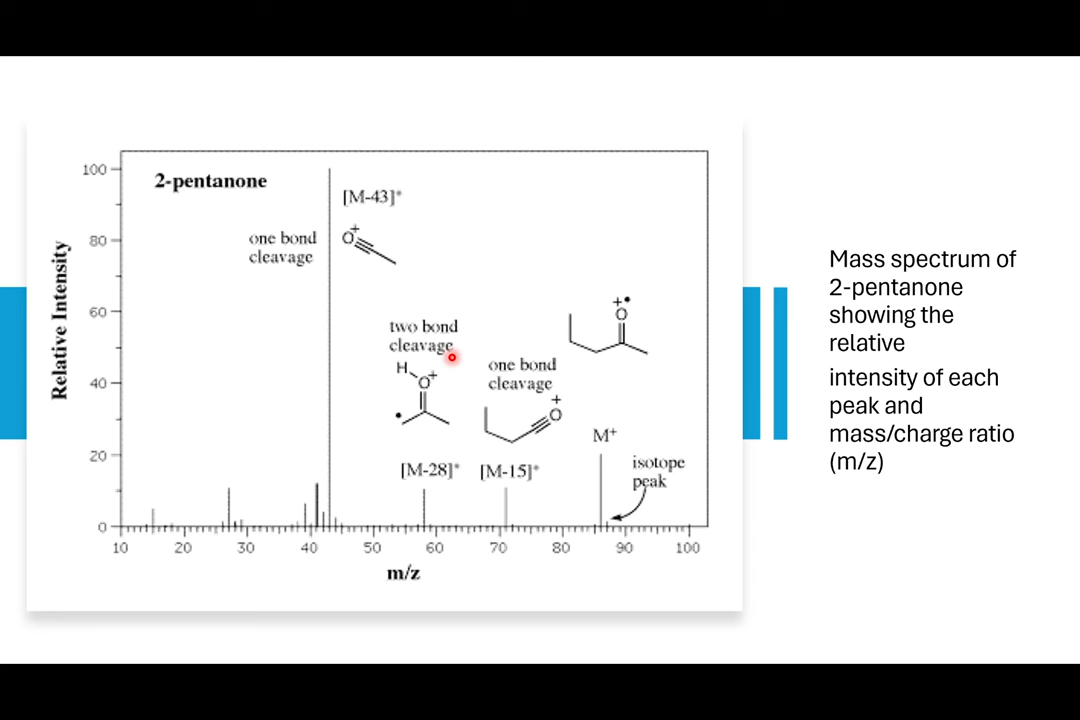 2-pentanone
[M-43]+
one bond
cleavage
O
+
two bond
cleavage
H
O
+
one bond
cleavage
+
O
+•
O
M+
isotope
peak
[M-28]+
[M-15]+
Relative Intensity
100
80
60
40
20
0
10 20 30 40 50 60 70 80 90 100
m/z
Mass spectrum of
2-pentanone
showing the
relative
intensity of each
peak and
mass/charge ratio
(m/z)